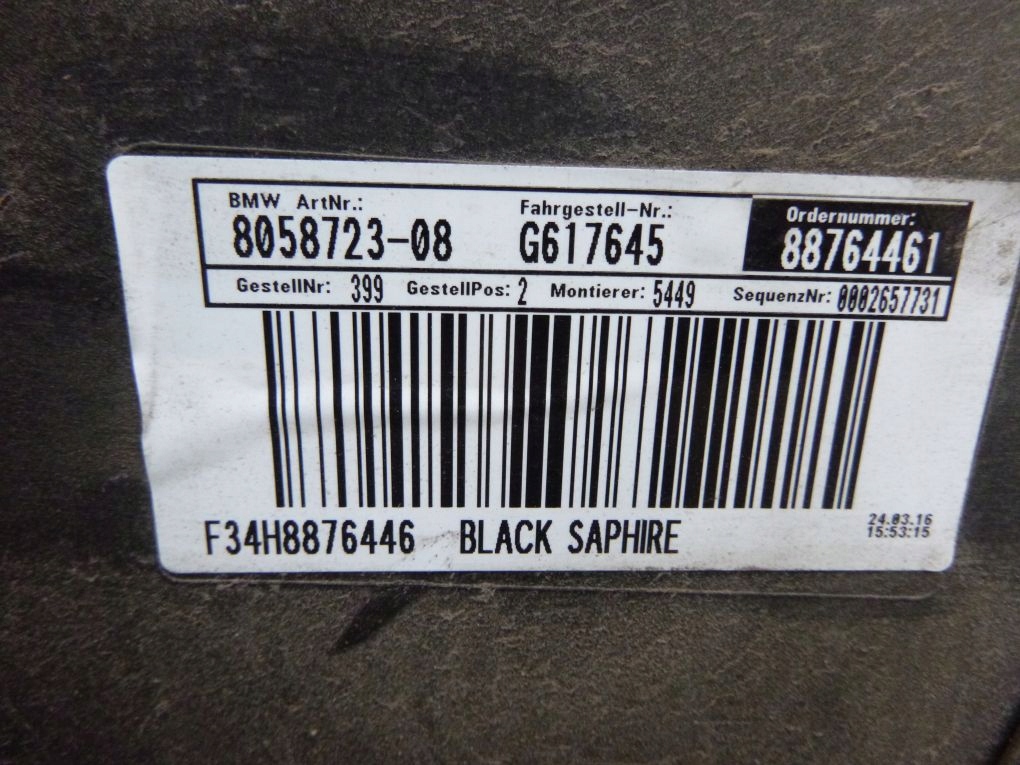 BMW ArtNr.: Fahrgestell-Nr.: Ordernummer:
8058723-08 G617645 88764461
GestellNr: 399 GestellPos: 2 Montierer: 5449 SequenzNr: 0002657731
F34H8876446 BLACK SAPHIRE
24.03.16
15:53:15